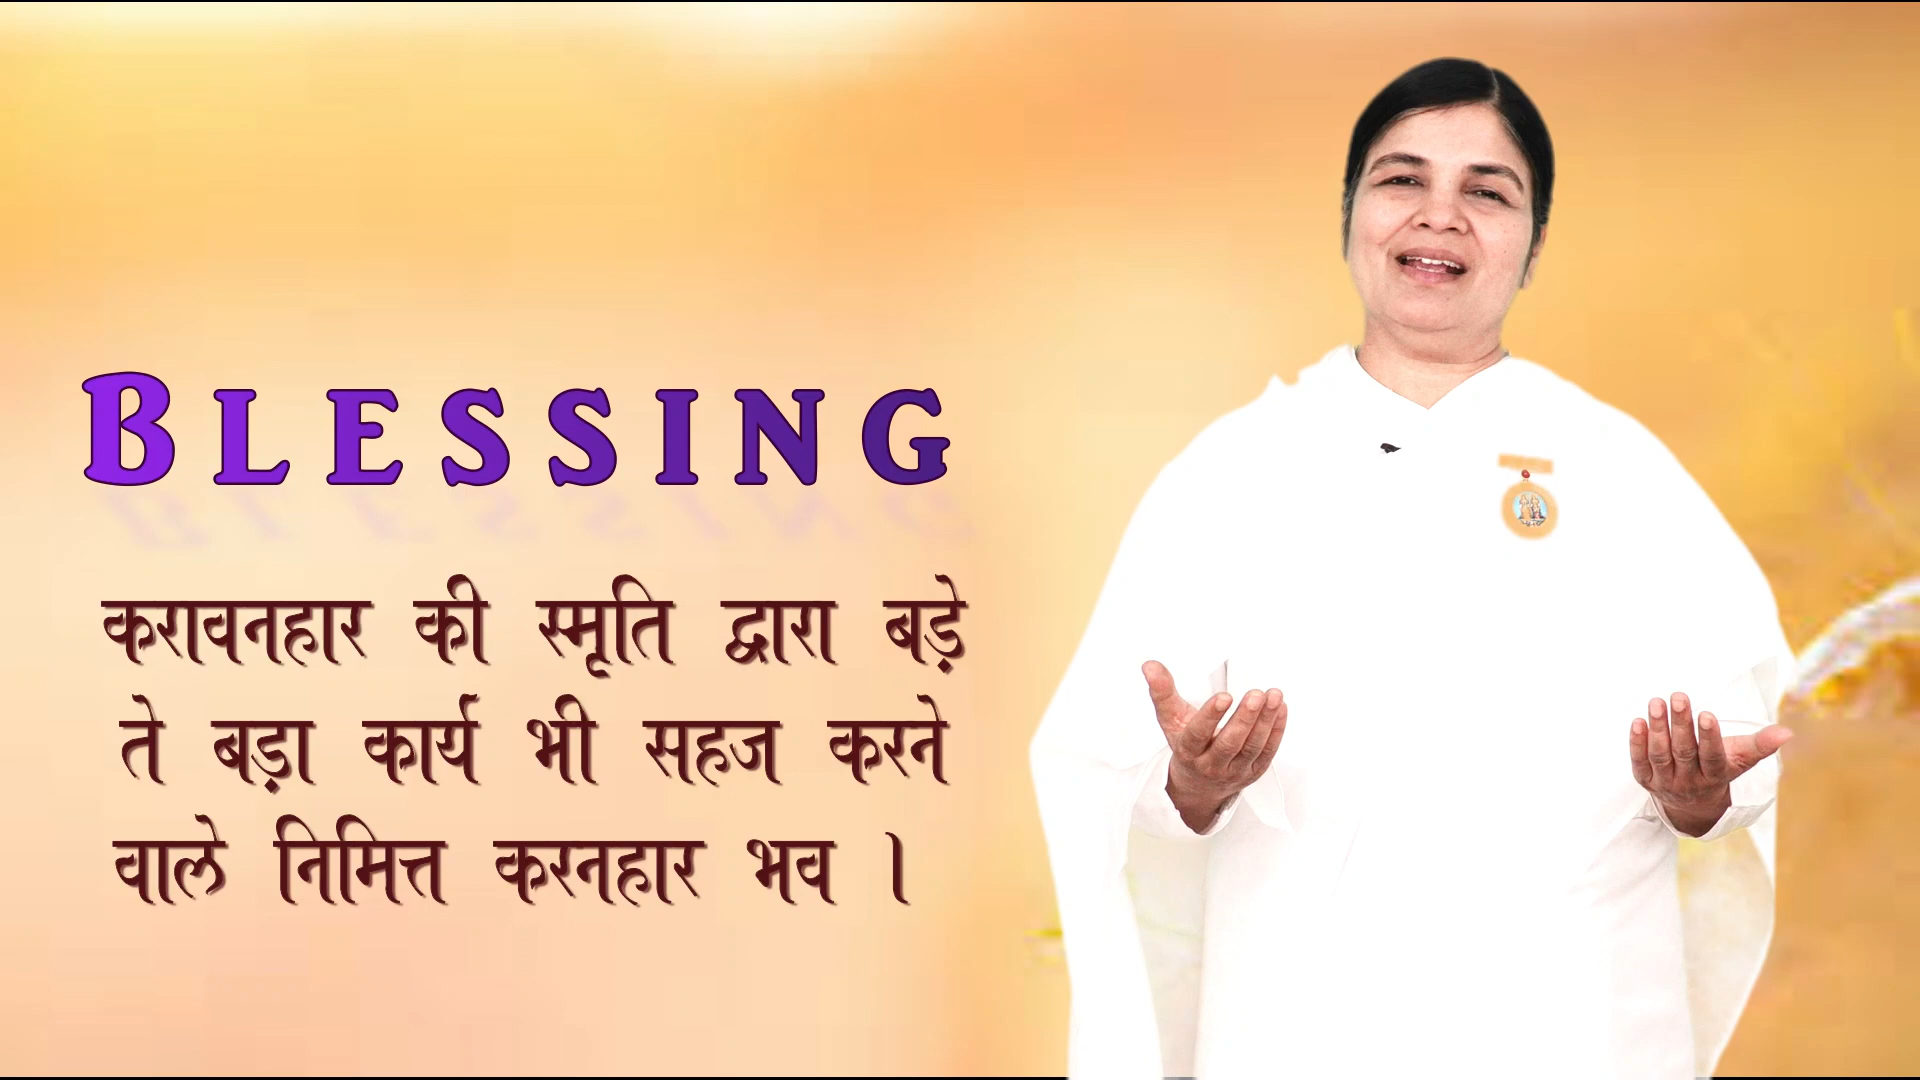 BLESSING
करावनहार की स्मृति द्वारा बड़े
ते बड़ा कार्य भी सहज करने
वाले निमित्त करनहार भव ।